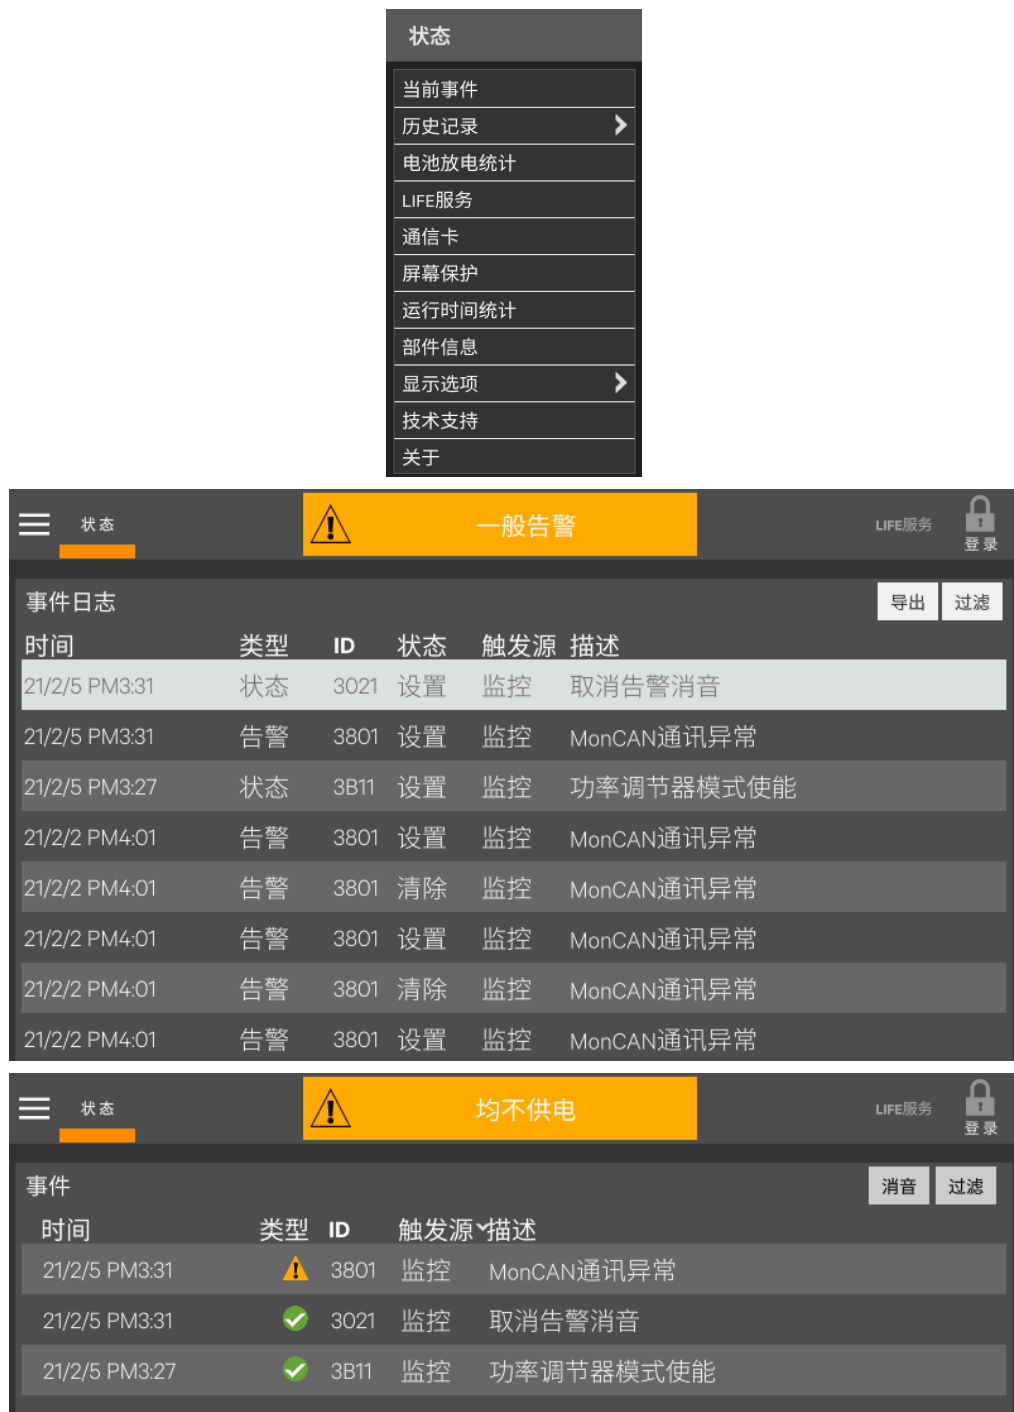 状态
当前事件
历史记录
电池放电统计
LIFE服务
通信卡
屏幕保护
运行时间统计
部件信息
显示选项
技术支持
关于
状态 一般告警 LIFE服务 登录
事件日志 导出 过滤
时间 类型 ID 状态 触发源 描述
21/2/5 PM3:31 状态 3021 设置 监控 取消告警消音
21/2/5 PM3:31 告警 3801 设置 监控 MonCAN通讯异常
21/2/5 PM3:27 状态 3B11 设置 监控 功率调节器模式使能
21/2/2 PM4:01 告警 3801 设置 监控 MonCAN通讯异常
21/2/2 PM4:01 告警 3801 清除 监控 MonCAN通讯异常
21/2/2 PM4:01 告警 3801 设置 监控 MonCAN通讯异常
21/2/2 PM4:01 告警 3801 清除 监控 MonCAN通讯异常
21/2/2 PM4:01 告警 3801 设置 监控 MonCAN通讯异常
状态 均不供电 LIFE服务 登录
事件 消音 过滤
时间 类型 ID 触发源 描述
21/2/5 PM3:31 3801 监控 MonCAN通讯异常
21/2/5 PM3:31 3021 监控 取消告警消音
21/2/5 PM3:27 3B11 监控 功率调节器模式使能